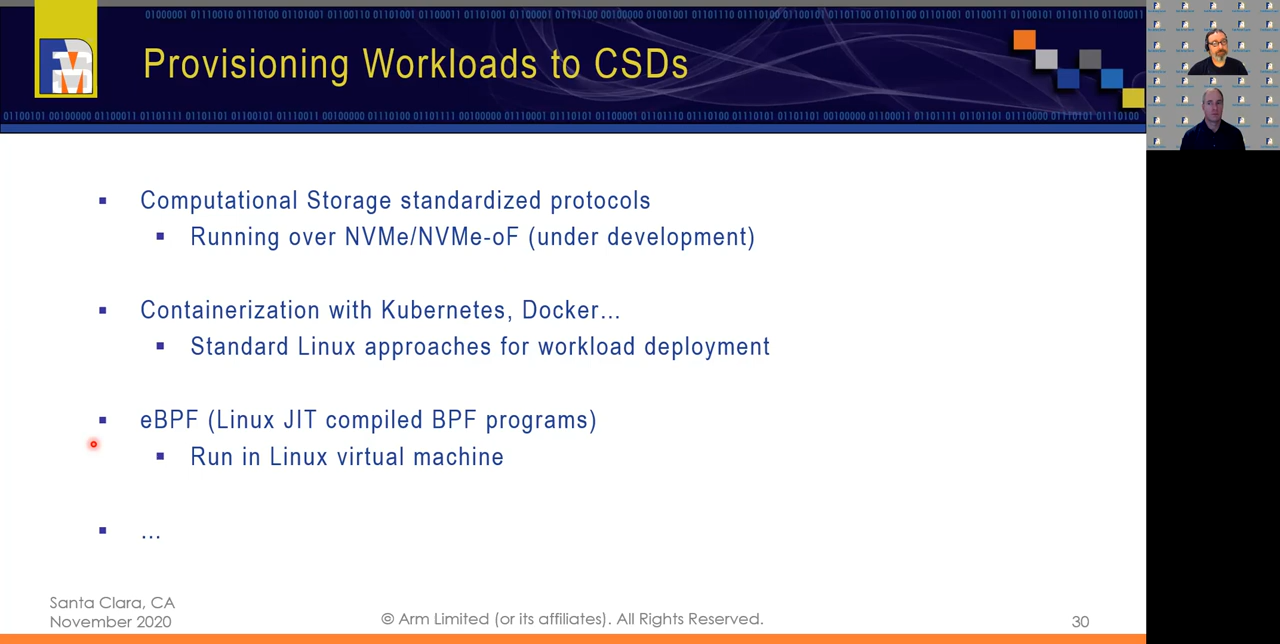 Provisioning Workloads to CSDs
Computational Storage standardized protocols
Running over NVMe/NVMe-oF (under development)
Containerization with Kubernetes, Docker…
Standard Linux approaches for workload deployment
eBPF (Linux JIT compiled BPF programs)
Run in Linux virtual machine
…
Santa Clara, CA
November 2020
© Arm Limited (or its affiliates). All Rights Reserved.
30